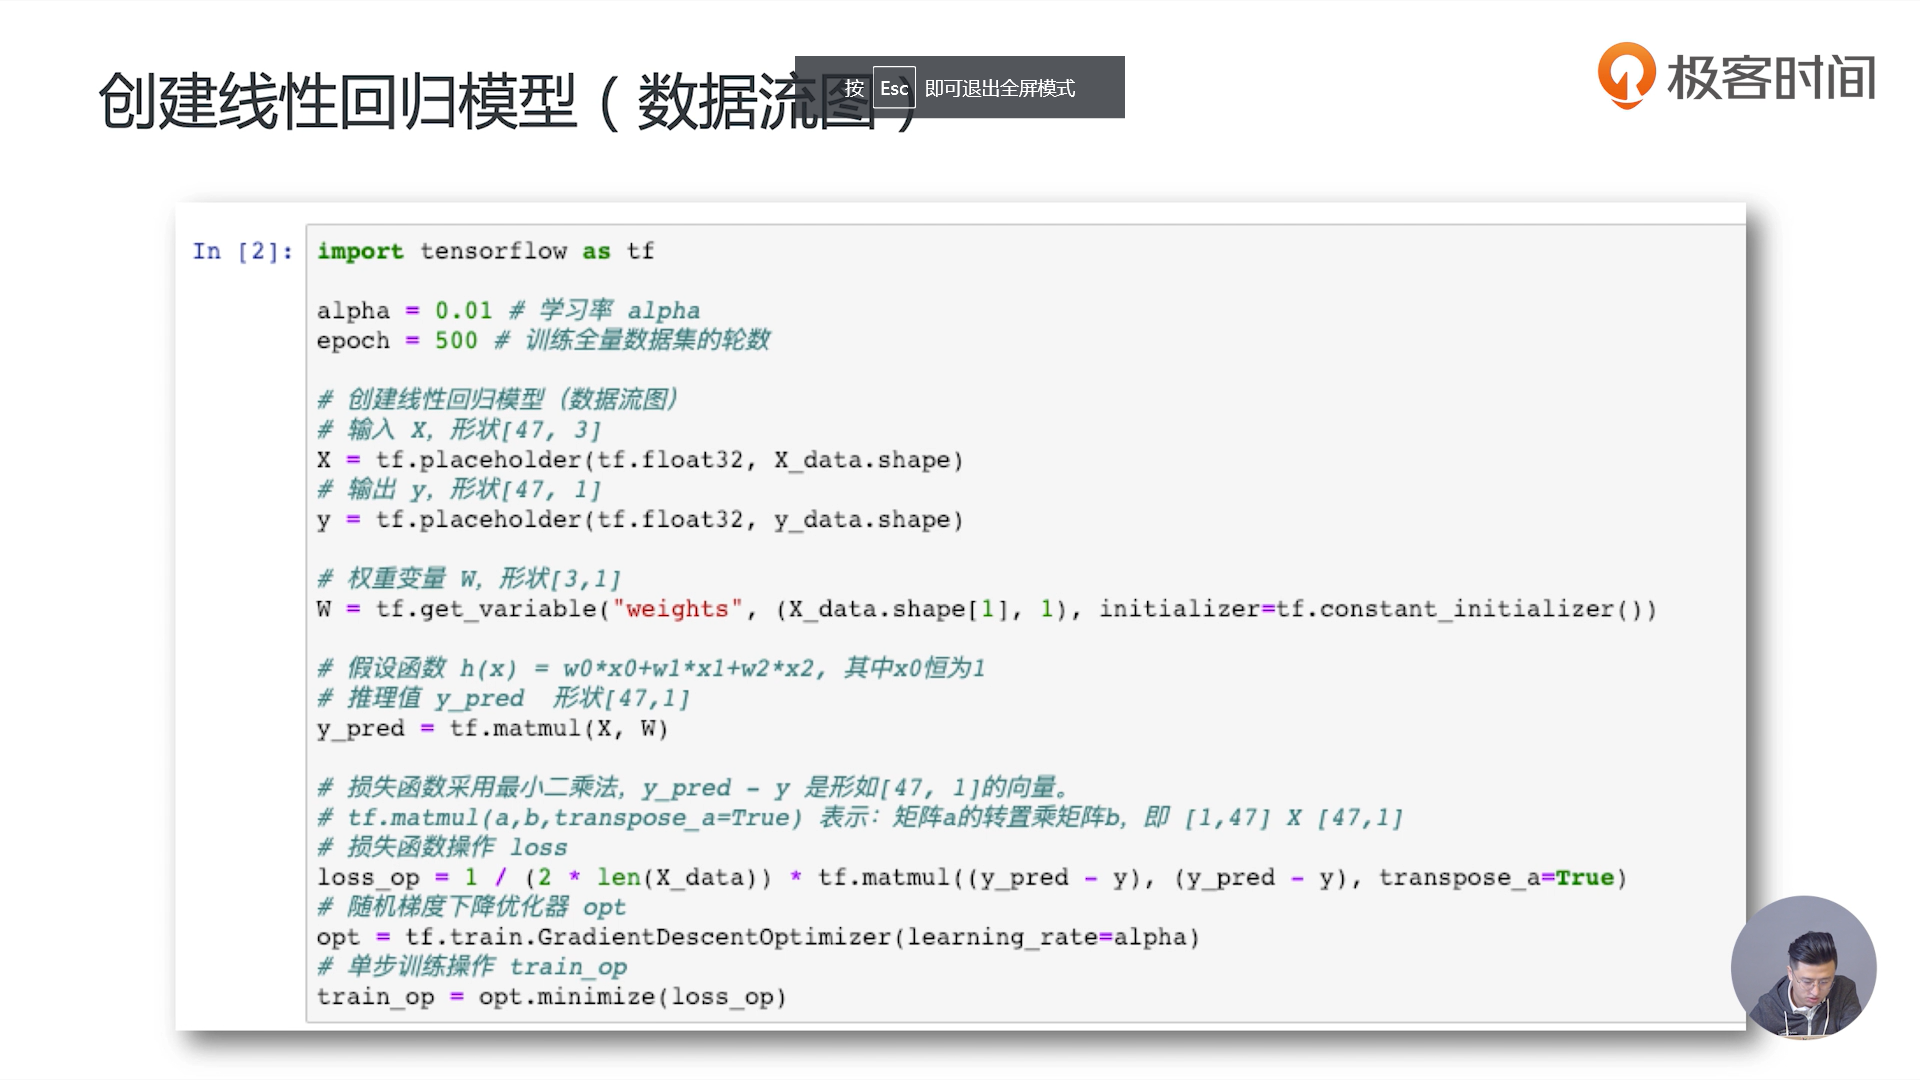 创建线性回归模型（数据流图）
按 Esc 即可退出全屏模式
极客时间
In [2]:
import tensorflow as tf
alpha = 0.01 # 学习率 alpha
epoch = 500 # 训练全量数据集的轮数
# 创建线性回归模型（数据流图）
# 输入 X，形状[47, 3]
X = tf.placeholder(tf.float32, X_data.shape)
# 输出 y，形状[47, 1]
y = tf.placeholder(tf.float32, y_data.shape)
# 权重变量 W，形状[3,1]
W = tf.get_variable("weights", (X_data.shape[1], 1), initializer=tf.constant_initializer())
# 假设函数 h(x) = w0*x0+w1*x1+w2*x2, 其中x0恒为1
# 推理值 y_pred  形状[47,1]
y_pred = tf.matmul(X, W)
# 损失函数采用最小二乘法，y_pred - y 是形如[47, 1]的向量。
# tf.matmul(a,b,transpose_a=True) 表示：矩阵a的转置乘矩阵b，即 [1,47] X [47,1]
# 损失函数操作 loss
loss_op = 1 / (2 * len(X_data)) * tf.matmul((y_pred - y), (y_pred - y), transpose_a=True)
# 随机梯度下降优化器 opt
opt = tf.train.GradientDescentOptimizer(learning_rate=alpha)
# 单步训练操作 train_op
train_op = opt.minimize(loss_op)